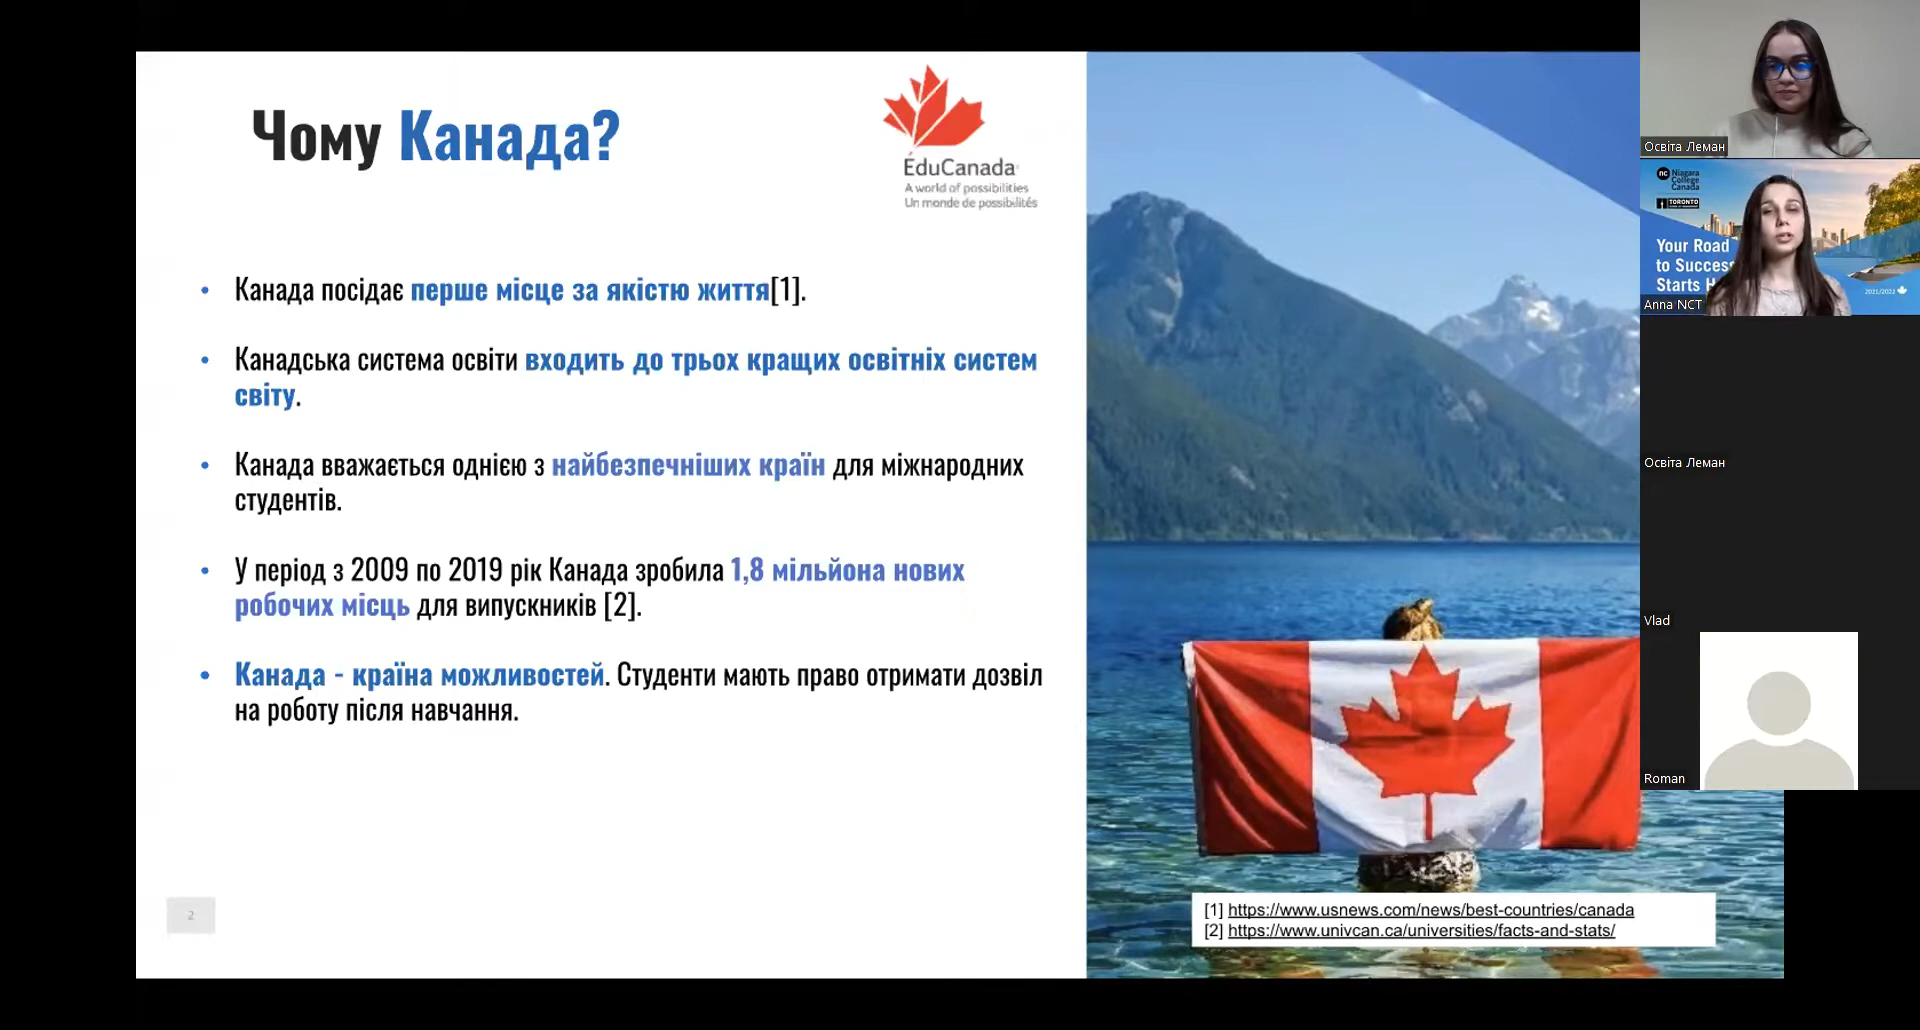 Чому Канада?
ÉduCanada
A world of possibilities
Un monde de possibilités
• Канада посідає перше місце за якістю життя[1].
• Канадська система освіти входить до трьох кращих освітніх систем
світу.
• Канада вважається однією з найбезпечніших країн для міжнародних
студентів.
• У період з 2009 по 2019 рік Канада зробила 1,8 мільйона нових
робочих місць для випускників [2].
• Канада - країна можливостей. Студенти мають право отримати дозвіл
на роботу після навчання.
2
[1] https://www.usnews.com/news/best-countries/canada
[2] https://www.univcan.ca/universities/facts-and-stats/
Освіта Леман
nc Niagara
College
Canada
TORONTO
Your Road
to Succes
Starts H
2021/2022
Anna NCT
Освіта Леман
Vlad
Roman